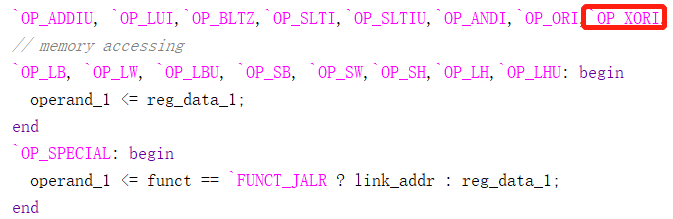 `OP_ADDIU, `OP_LUI,`OP_BLTZ,`OP_SLTI,`OP_SLTIU,`OP_ANDI,`OP_ORI,`OP_XORI,
// memory accessing
`OP_LB, `OP_LW, `OP_LBU, `OP_SB, `OP_SW,`OP_SH,`OP_LH,`OP_LHU: begin
operand_1 <= reg_data_1;
end
`OP_SPECIAL: begin
operand_1 <= funct == `FUNCT_JALR ? link_addr : reg_data_1;
end